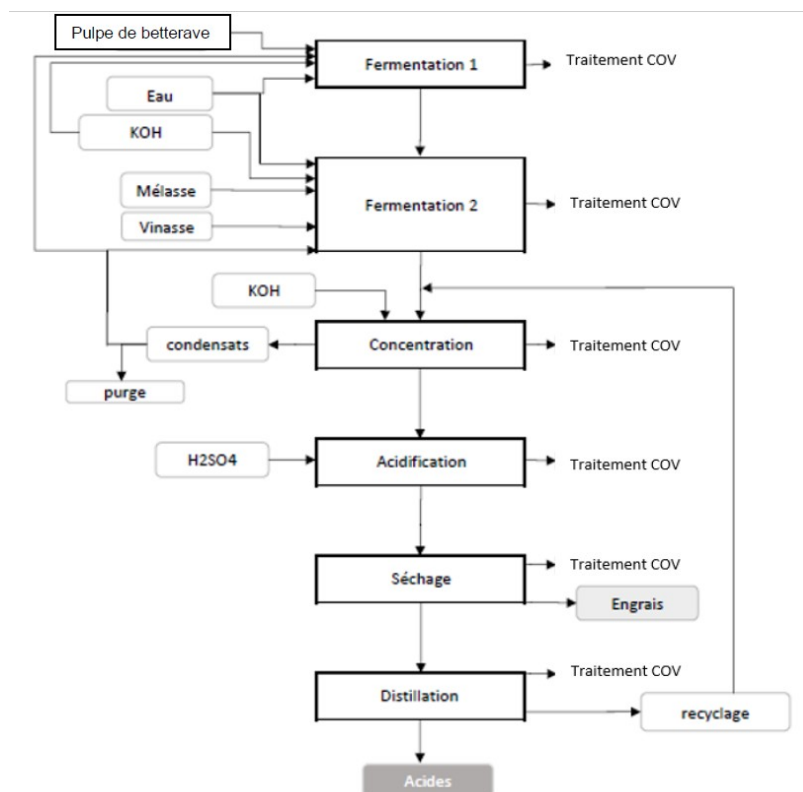 Pulpe de betterave
Fermentation 1
Traitement COV
Eau
KOH
Mélasse
Fermentation 2
Traitement COV
Vinasse
KOH
condensats
Concentration
Traitement COV
purge
H2SO4
Acidification
Traitement COV
Séchage
Traitement COV
Engrais
Distillation
Traitement COV
recyclage
Acides